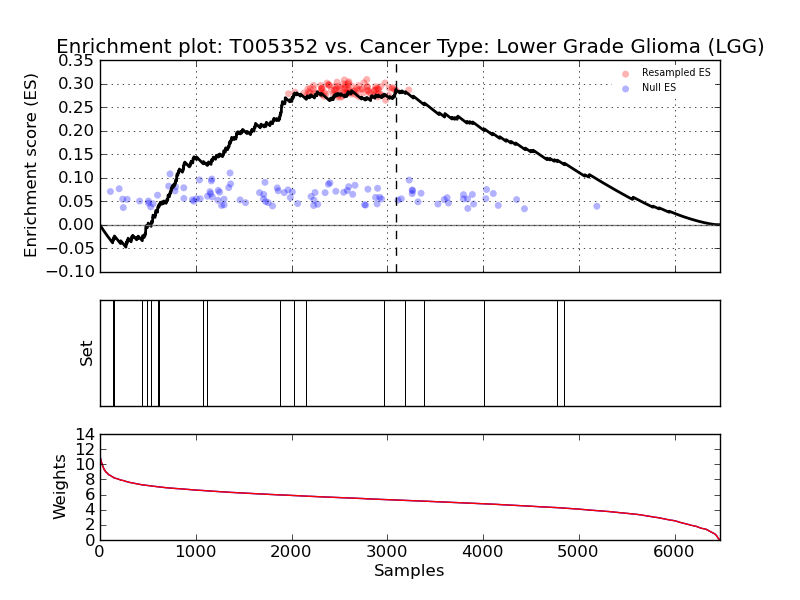 Enrichment plot: T005352 vs. Cancer Type: Lower Grade Glioma (LGG)
Enrichment score (ES)
0.35
0.30
0.25
0.20
0.15
0.10
0.05
0.00
−0.05
−0.10
Resampled ES
Null ES
Set
Weights
14
12
10
8
6
4
2
0
0 1000 2000 3000 4000 5000 6000
Samples